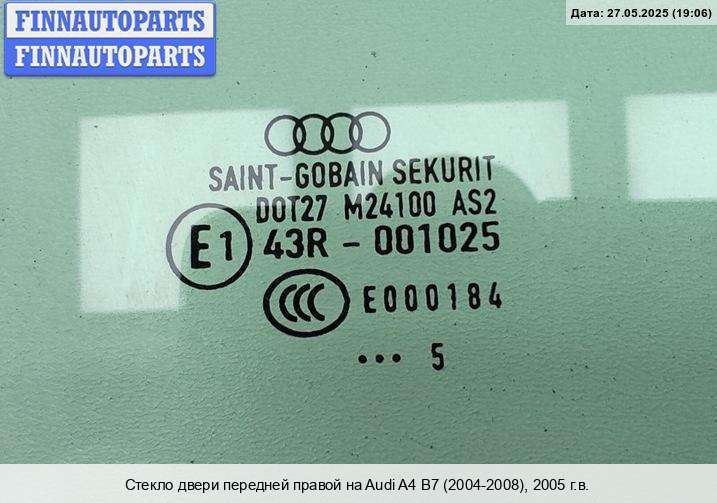 FINNAUTOPARTS
FINNAUTOPARTS
Дата: 27.05.2025 (19:06)
SAINT-GOBAIN SEKURIT
DOT27 M24100 AS2
E1 43R - 001025
CCC E000184
... 5
Стекло двери передней правой на Audi A4 B7 (2004-2008), 2005 г.в.